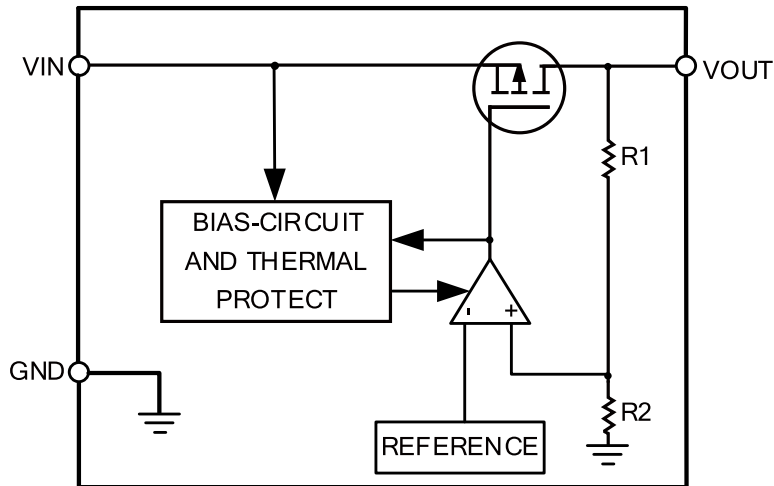 VIN
VOUT
R1
BIAS-CIRCUIT
AND THERMAL
PROTECT
- +
GND
R2
REFERENCE